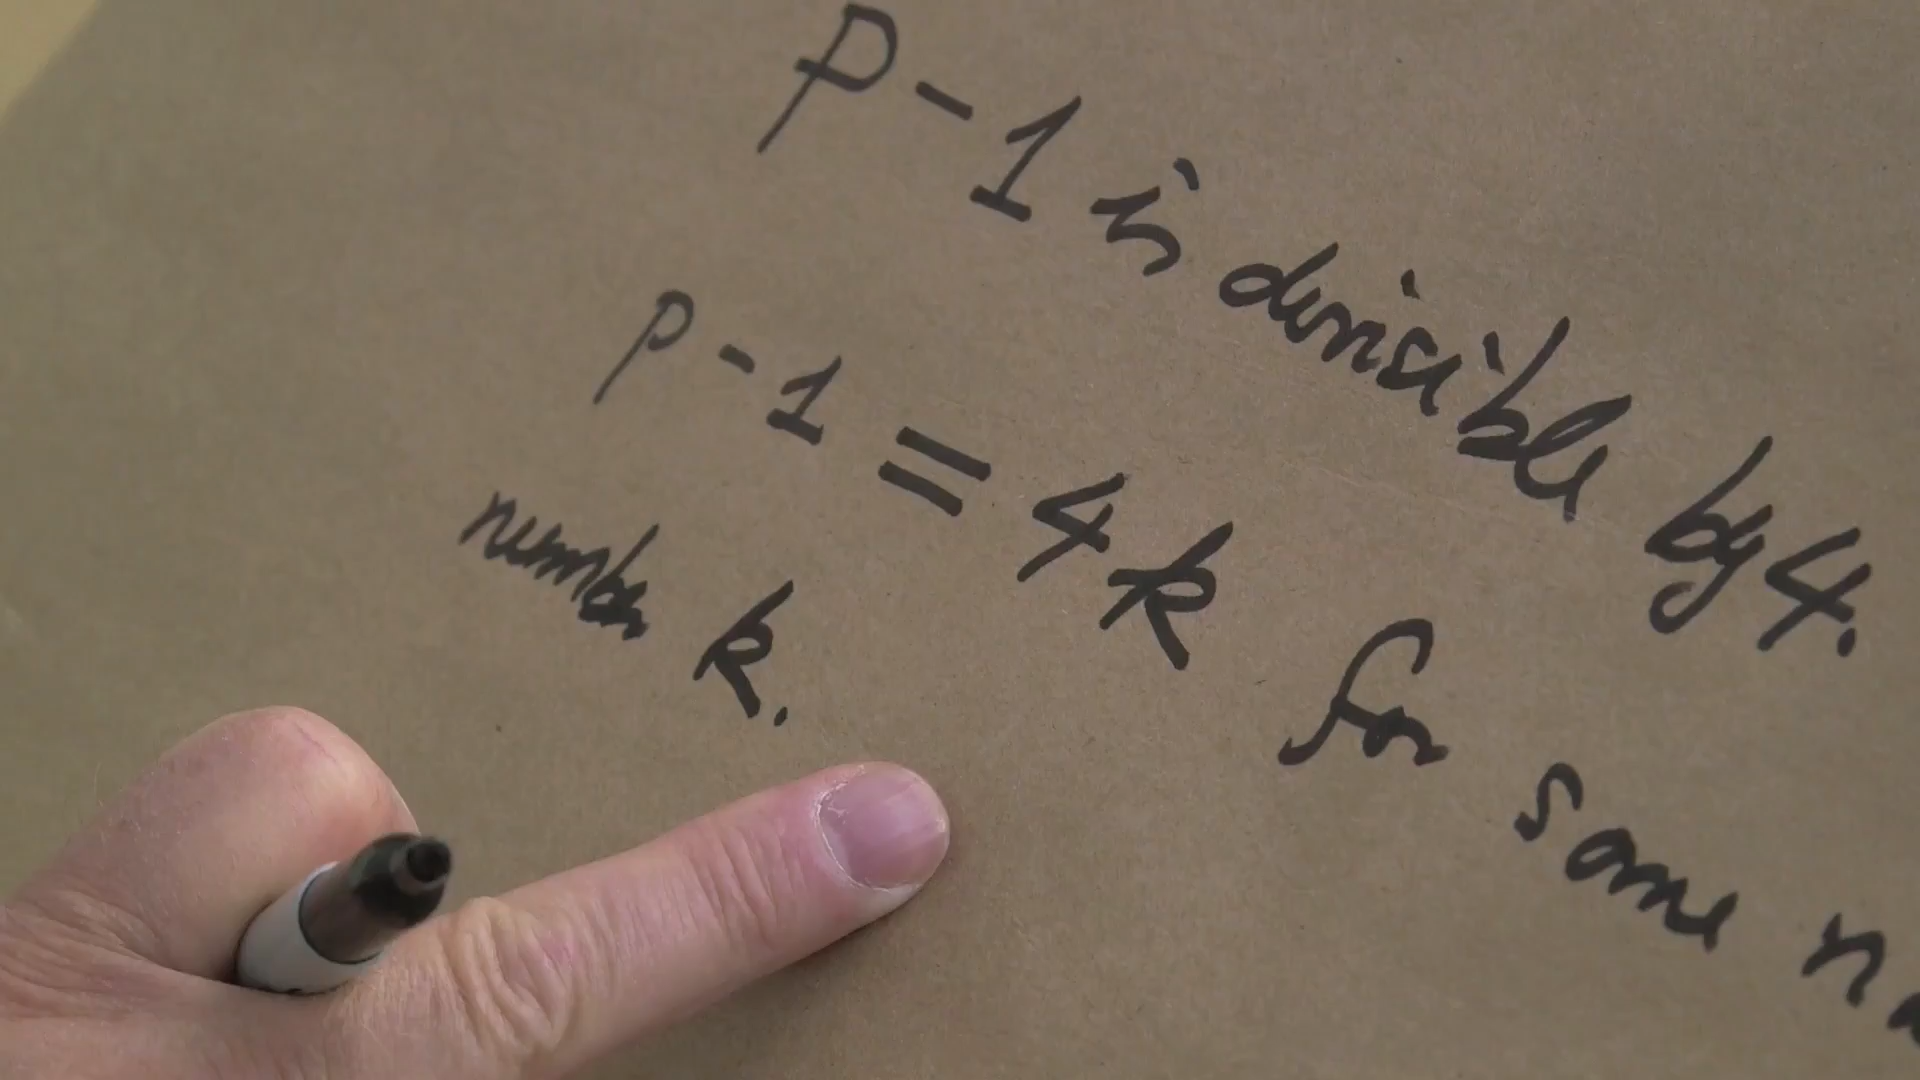 P-1 is divisible by 4.
p-1 = 4k for some
number k.